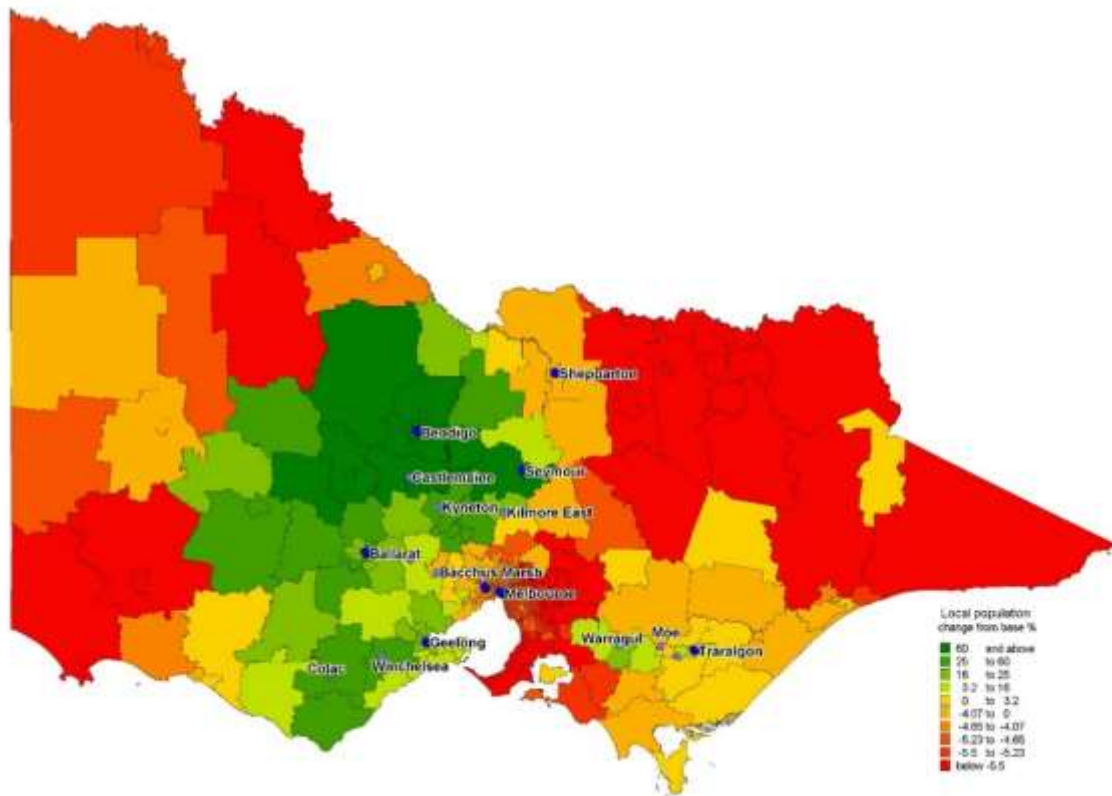 Shepparton
Bendigo
Castlemaine
Seymour
Kyneton
Kilmore East
Ballarat
Bacchus Marsh
Melbourne
Geelong
Warragul
Moe
Traralgon
Colac
Winchelsea
Local population
change from base %
60 and above
25 to 60
16 to 25
3.2 to 16
0 to 3.2
-4.07 to 0
-4.65 to -4.07
-5.23 to -4.65
-5.5 to -5.23
below -5.5